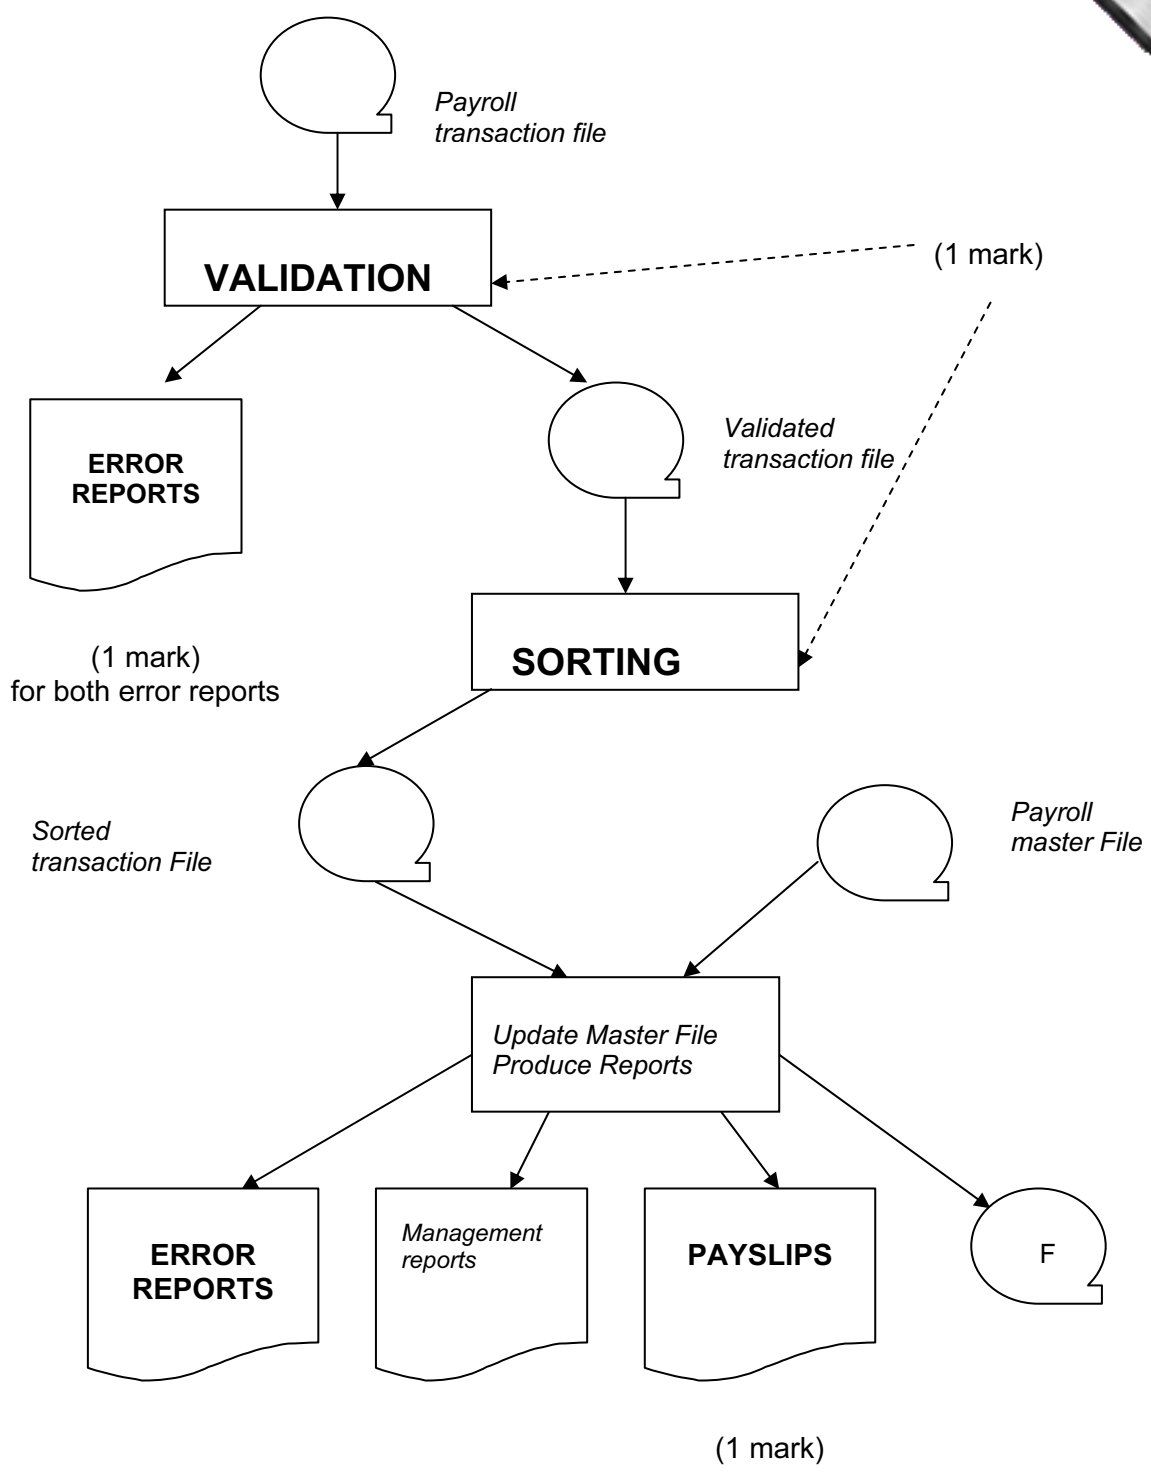 Payroll
transaction file
VALIDATION
(1 mark)
ERROR
REPORTS
Validated
transaction file
(1 mark)
for both error reports
SORTING
Sorted
transaction File
Payroll
master File
Update Master File
Produce Reports
ERROR
REPORTS
Management
reports
PAYSLIPS
F
(1 mark)